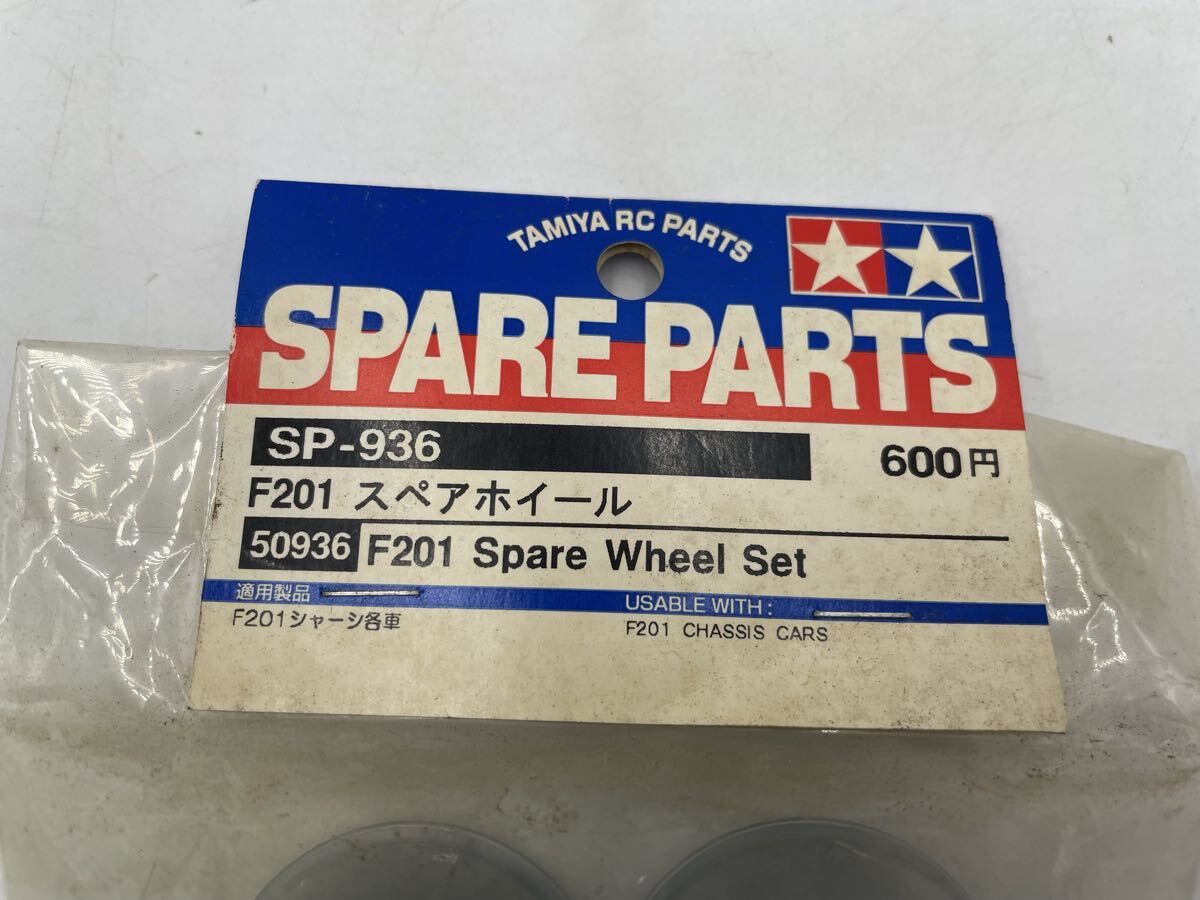 TAMIYA RC PARTS
SPARE PARTS
SP-936
600円
F201 スペアホイール
50936 F201 Spare Wheel Set
適用製品
USABLE WITH :
F201シャーシ各車
F201 CHASSIS CARS